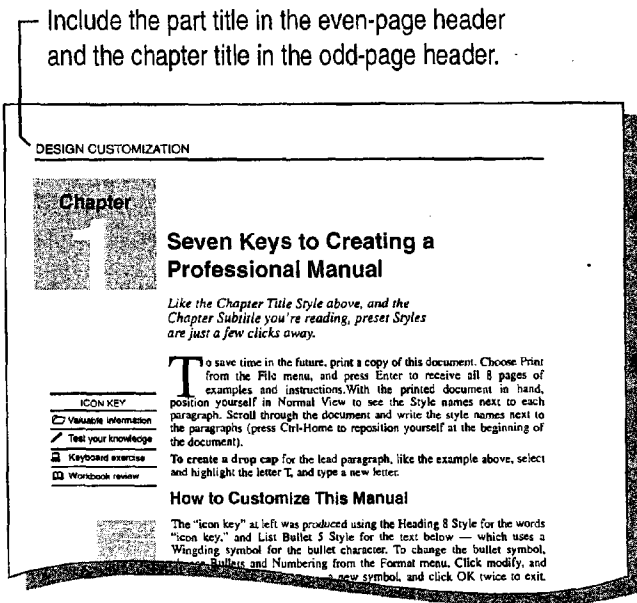 Include the part title in the even-page header
and the chapter title in the odd-page header.
DESIGN CUSTOMIZATION
Chapter
1
Seven Keys to Creating a
Professional Manual
Like the Chapter Title Style above, and the
Chapter Subtitle you're reading, preset Styles
are just a few clicks away.
To save time in the future, print a copy of this document. Choose Print
from the File menu, and press Enter to receive all 8 pages of
examples and instructions.With the printed document in hand,
position yourself in Normal View to see the Style names next to each
paragraph. Scroll through the document and write the style names next to
the paragraphs (press Ctrl-Home to reposition yourself at the beginning of
the document).
To create a drop cap for the lead paragraph, like the example above, select
and highlight the letter T, and type a new letter.
ICON KEY
Valuable information
Test your knowledge
Keyboard exercise
Workbook review
How to Customize This Manual
The "icon key" at left was produced using the Heading 8 Style for the words
"icon key," and List Bullet 5 Style for the text below — which uses a
Wingding symbol for the bullet character. To change the bullet symbol,
Bullets and Numbering from the Format menu. Click modify, and
new symbol, and click OK twice to exit.